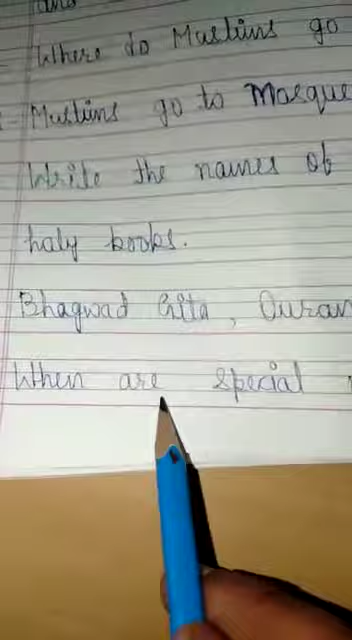 Where do Muslims go
Muslims go to Mosque
Write the names of
holy books.
Bhagwad Gita, Quran
When are special